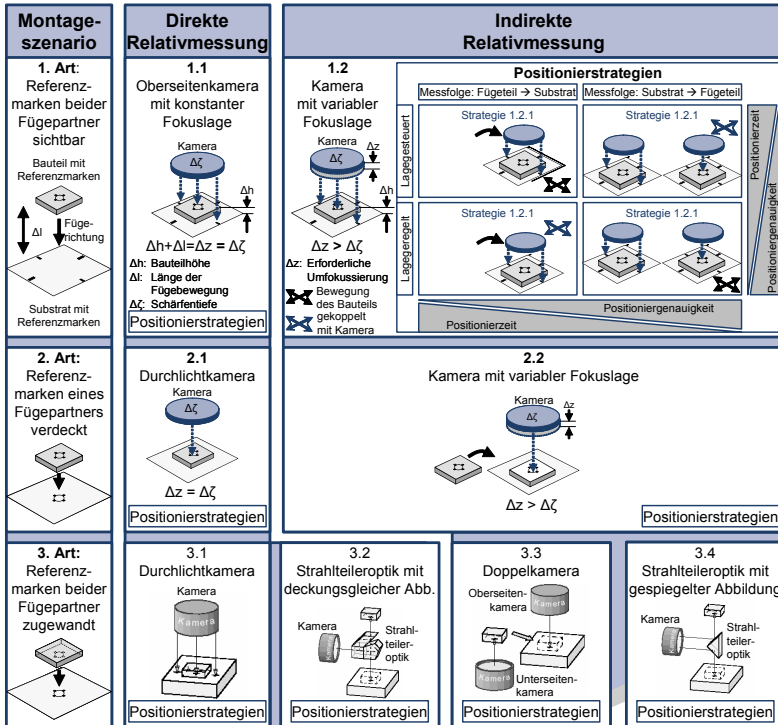 Montage-
szenario
Direkte
Relativmessung
Indirekte
Relativmessung
1. Art:
Referenz-
marken beider
Fügepartner
sichtbar
Bauteil mit
Referenzmarken
Δl
Füge-
richtung
Substrat mit
Referenzmarken
1.1
Oberseitenkamera
mit konstanter
Fokuslage
Kamera
Δζ
Δh
Δh+Δl=Δz = Δζ
Δh: Bauteilhöhe
Δl: Länge der
Fügebewegung
Δζ: Schärfentiefe
Positionierstrategien
1.2
Kamera
mit variabler
Fokuslage
Kamera
Δz
Δζ
Δh
Δz > Δζ
Δz: Erforderliche
Umfokussierung
Bewegung
des Bauteils
gekoppelt
mit Kamera
Positionierstrategien
Messfolge: Fügeteil → Substrat
Messfolge: Substrat → Fügeteil
Lagegesteuert
Strategie 1.2.1
Strategie 1.2.1
Lagegeregelt
Strategie 1.2.1
Strategie 1.2.1
Positionierzeit
Positioniergenauigkeit
Positioniergenauigkeit
Positionierzeit
2. Art:
Referenz-
marken eines
Fügepartners
verdeckt
2.1
Durchlichtkamera
Kamera
Δζ
Δz = Δζ
Positionierstrategien
2.2
Kamera mit variabler Fokuslage
Kamera
Δz
Δζ
Δz > Δζ
Positionierstrategien
3. Art:
Referenz-
marken beider
Fügepartner
zugewandt
3.1
Durchlichtkamera
Kamera
Kamera
Positionierstrategien
3.2
Strahlteileroptik mit
deckungsgleicher Abb.
Kamera
Kamera
Strahl-
teiler-
optik
Positionierstrategien
3.3
Doppelkamera
Oberseiten-
kamera
Kamera
Kamera
Unterseiten-
kamera
Positionierstrategien
3.4
Strahlteileroptik mit
gespiegelter Abbildung
Kamera
Kamera
Strahl-
teiler-
optik
Positionierstrategien